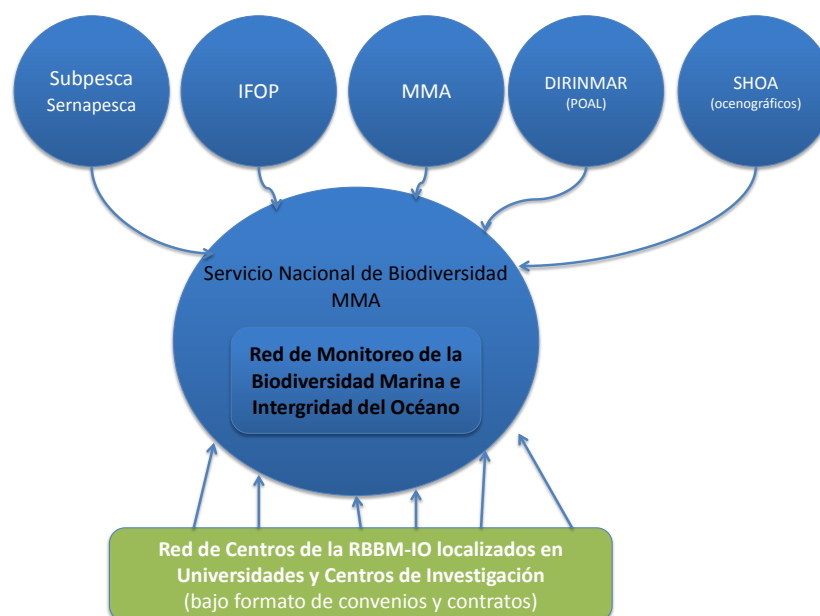 Subpesca
Sernapesca
IFOP
MMA
DIRINMAR
(POAL)
SHOA
(ocenográficos)
Servicio Nacional de Biodiversidad
MMA
Red de Monitoreo de la
Biodiversidad Marina e
Intergridad del Océano
Red de Centros de la RBBM-IO localizados en
Universidades y Centros de Investigación
(bajo formato de convenios y contratos)